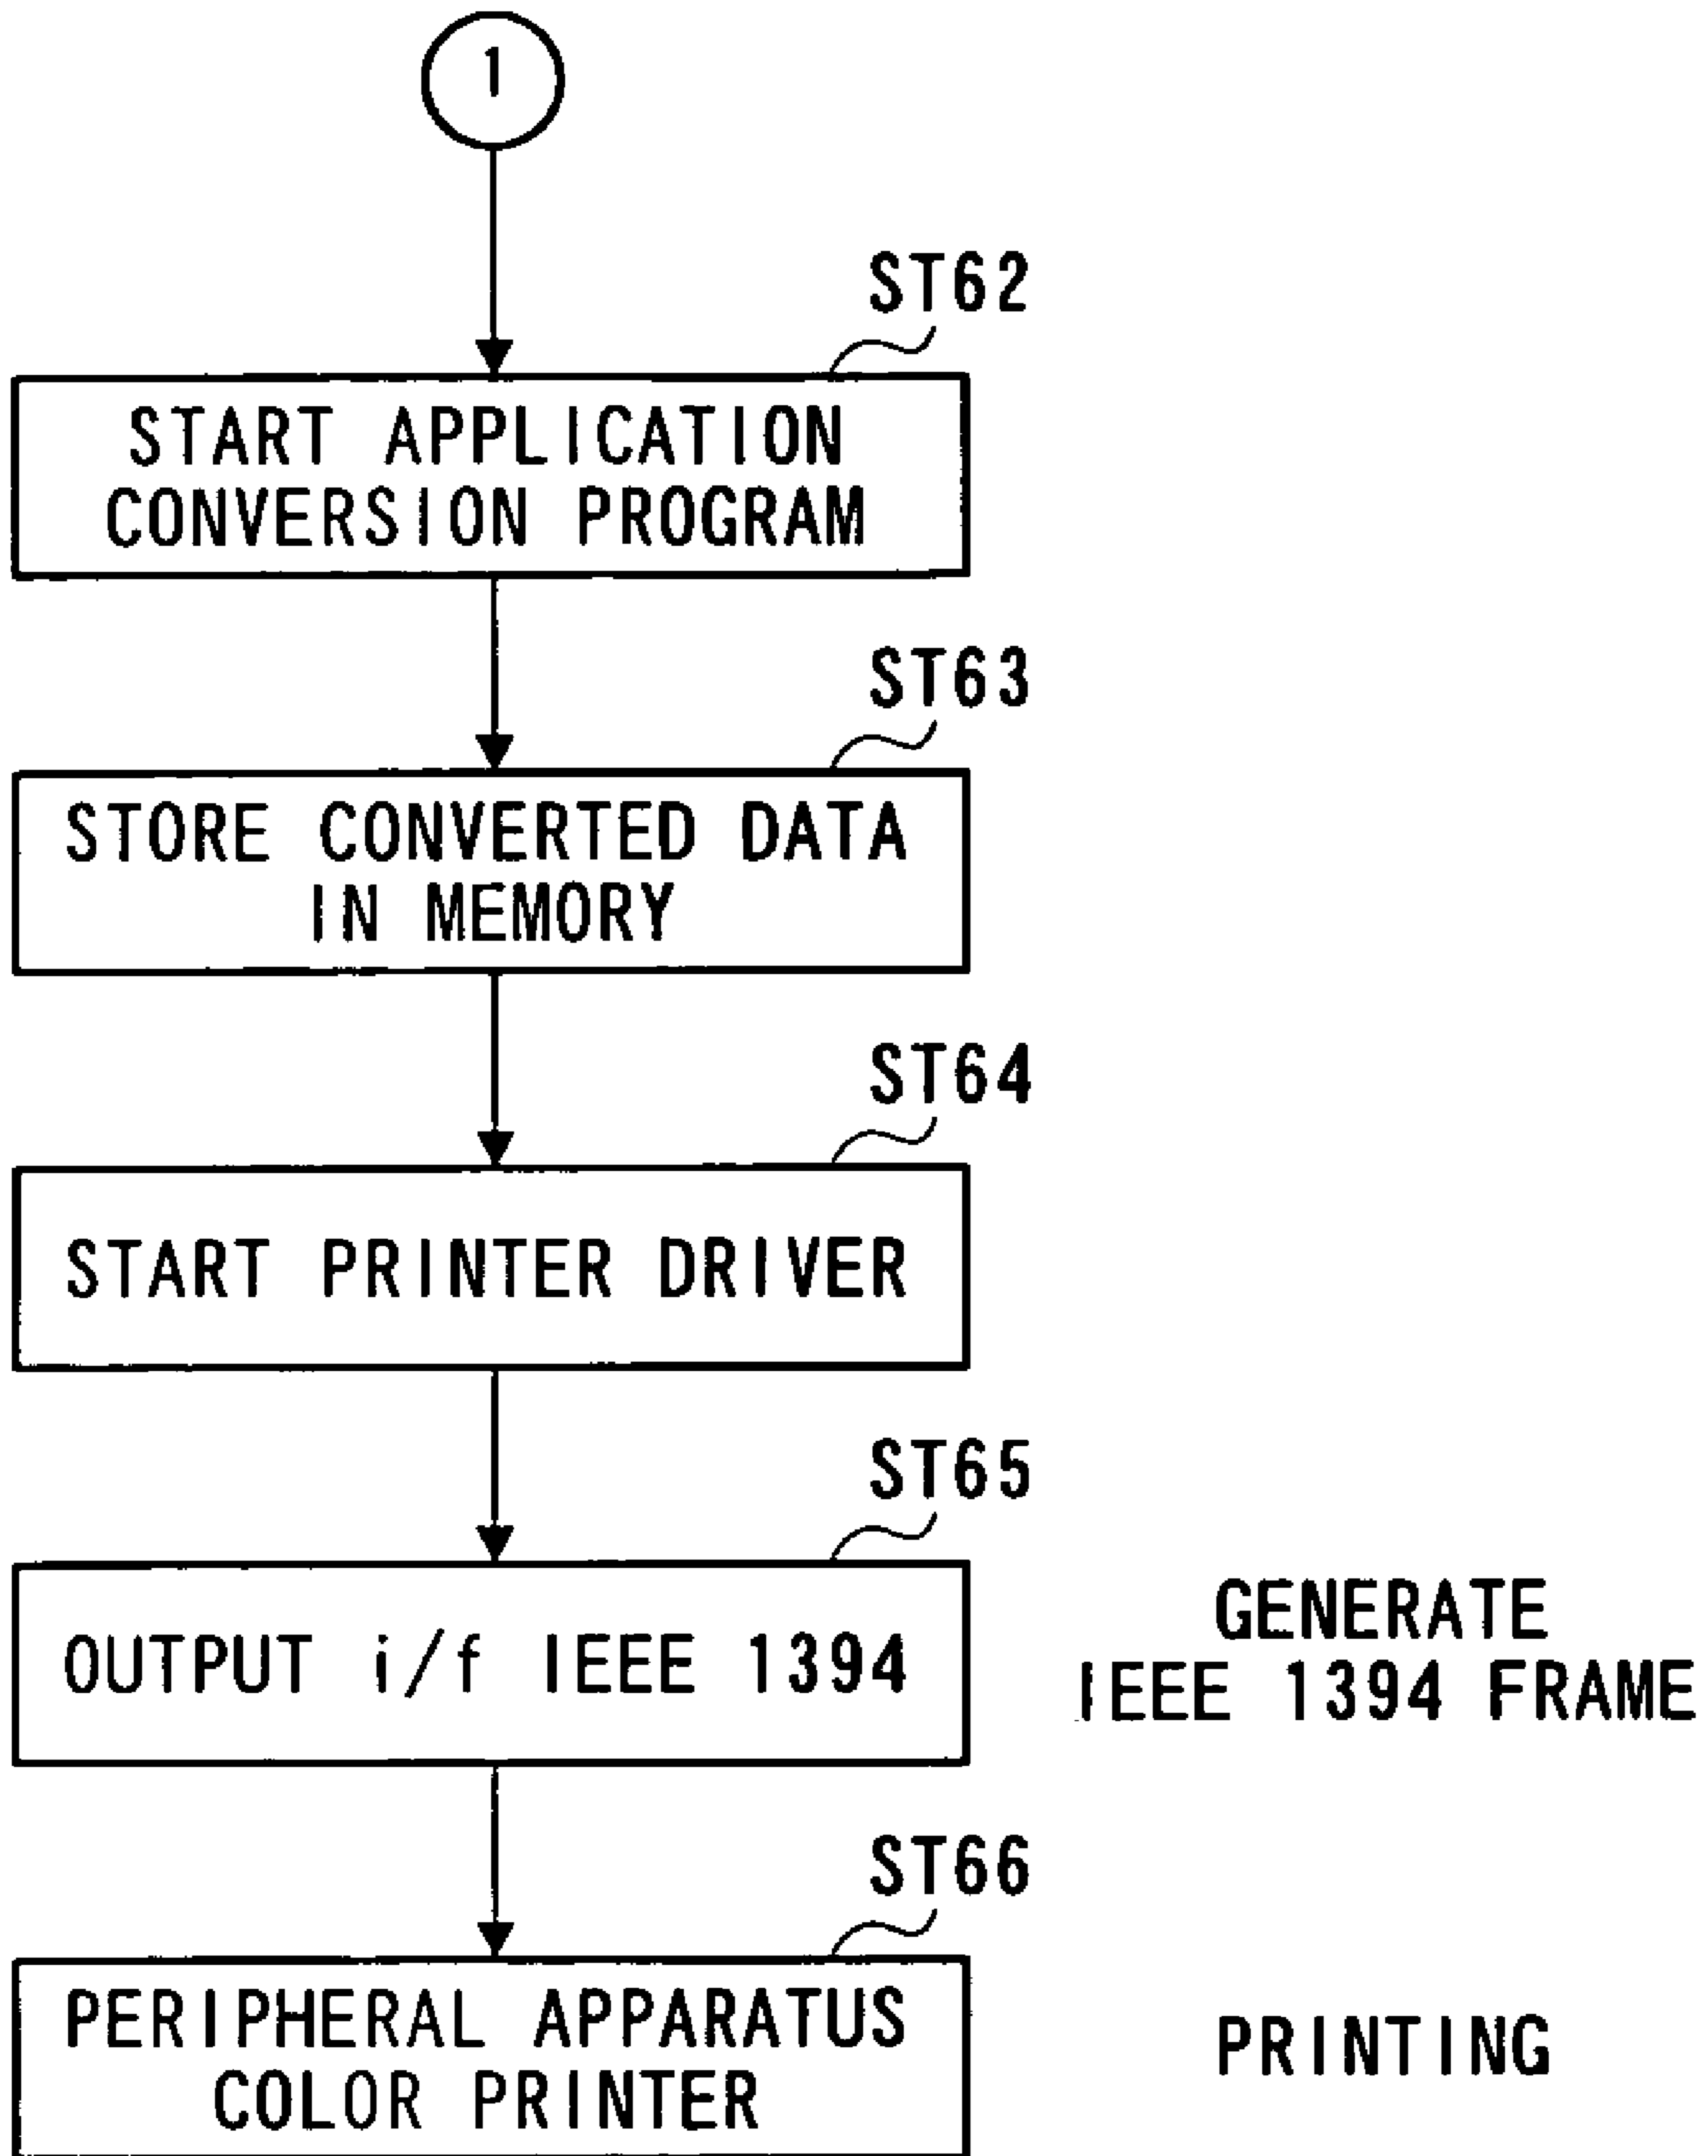 1
ST62
START APPLICATION
CONVERSION PROGRAM
ST63
STORE CONVERTED DATA
IN MEMORY
ST64
START PRINTER DRIVER
ST65
OUTPUT i/f IEEE 1394
GENERATE
IEEE 1394 FRAME
ST66
PERIPHERAL APPARATUS
COLOR PRINTER
PRINTING